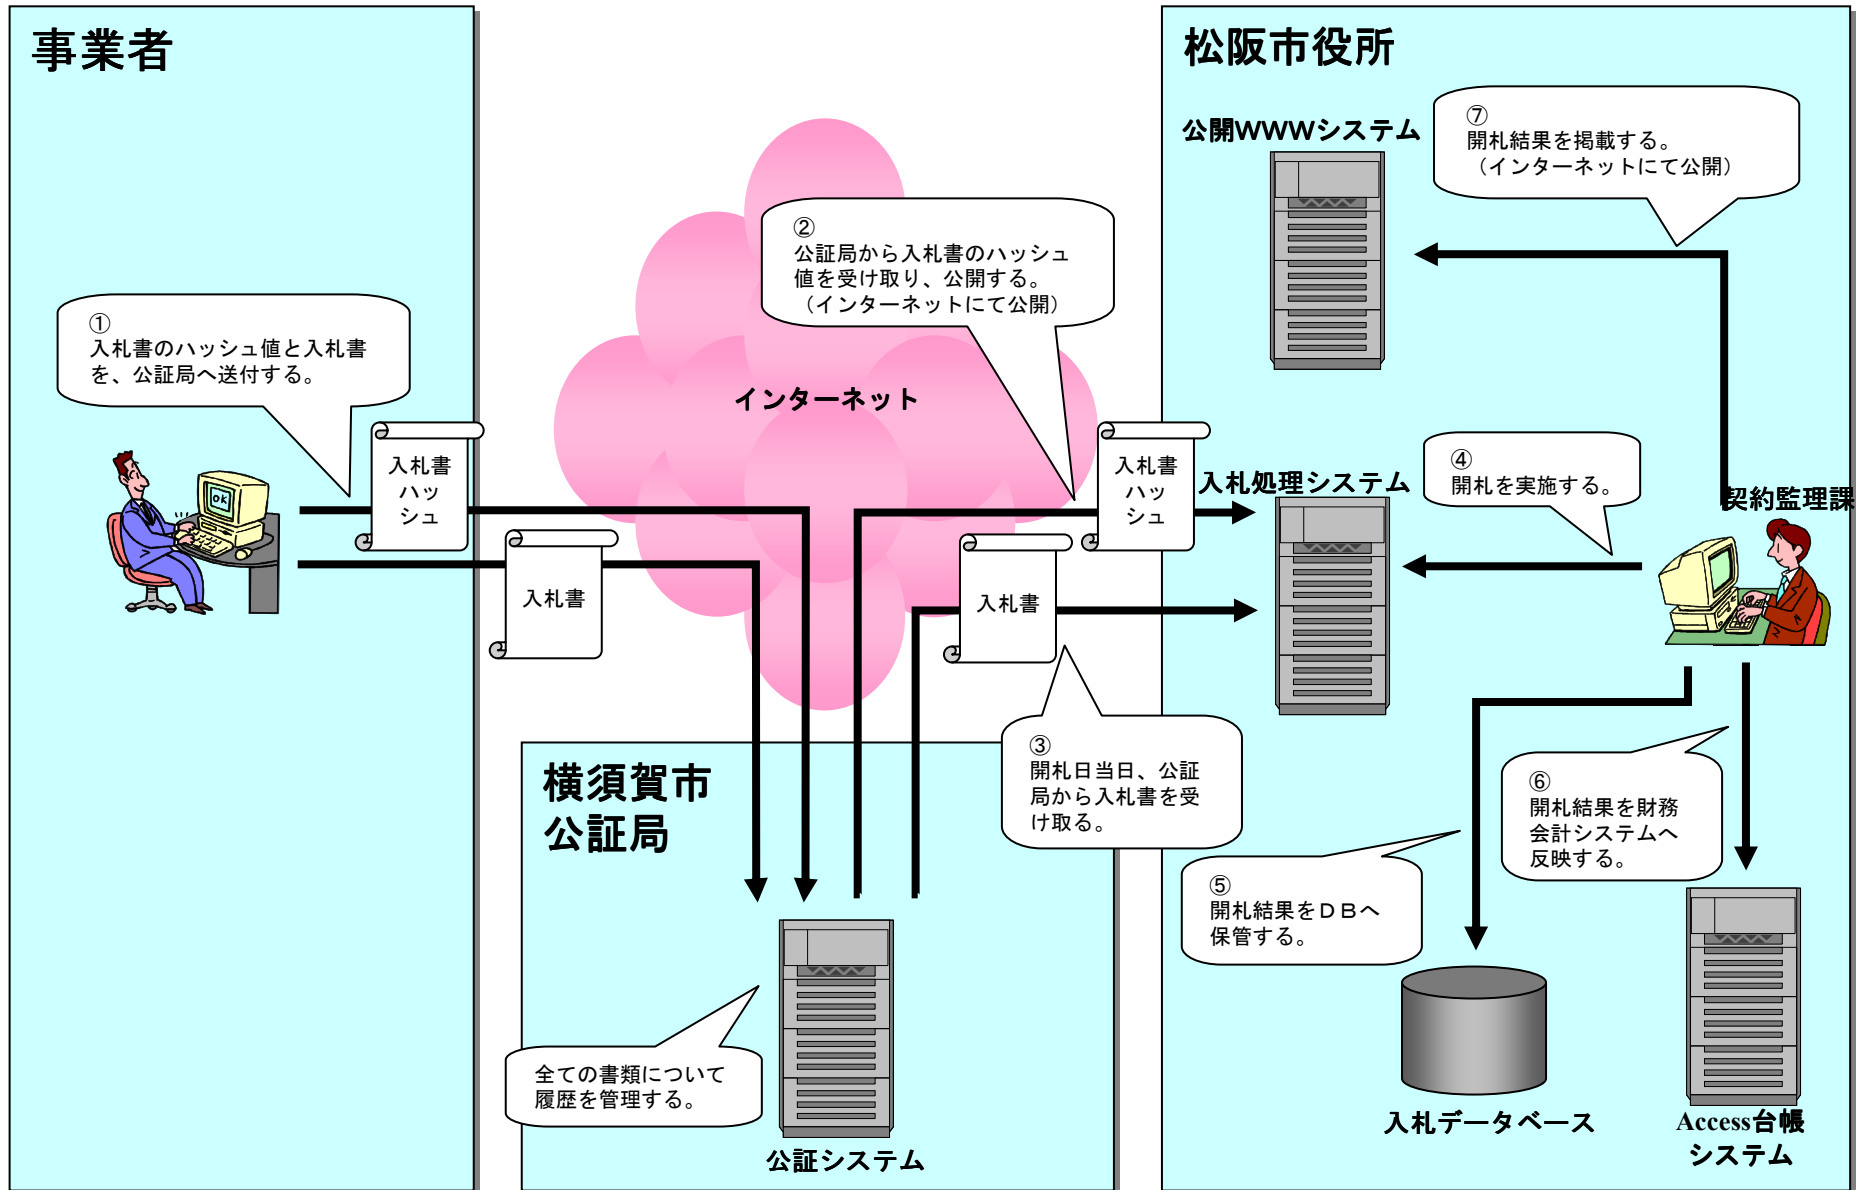 事業者
①
入札書のハッシュ値と入札書
を、公証局へ送付する。
入札書
ハッ
シュ
入札書
インターネット
②
公証局から入札書のハッシュ
値を受け取り、公開する。
（インターネットにて公開）
入札書
ハッ
シュ
入札書
③
開札日当日、公証
局から入札書を受
け取る。
横須賀市
公証局
全ての書類について
履歴を管理する。
公証システム
松阪市役所
公開WWWシステム
⑦
開札結果を掲載する。
（インターネットにて公開）
入札処理システム
④
開札を実施する。
契約監理課
⑥
開札結果を財務
会計システムへ
反映する。
⑤
開札結果をＤＢへ
保管する。
入札データベース
Access台帳
システム